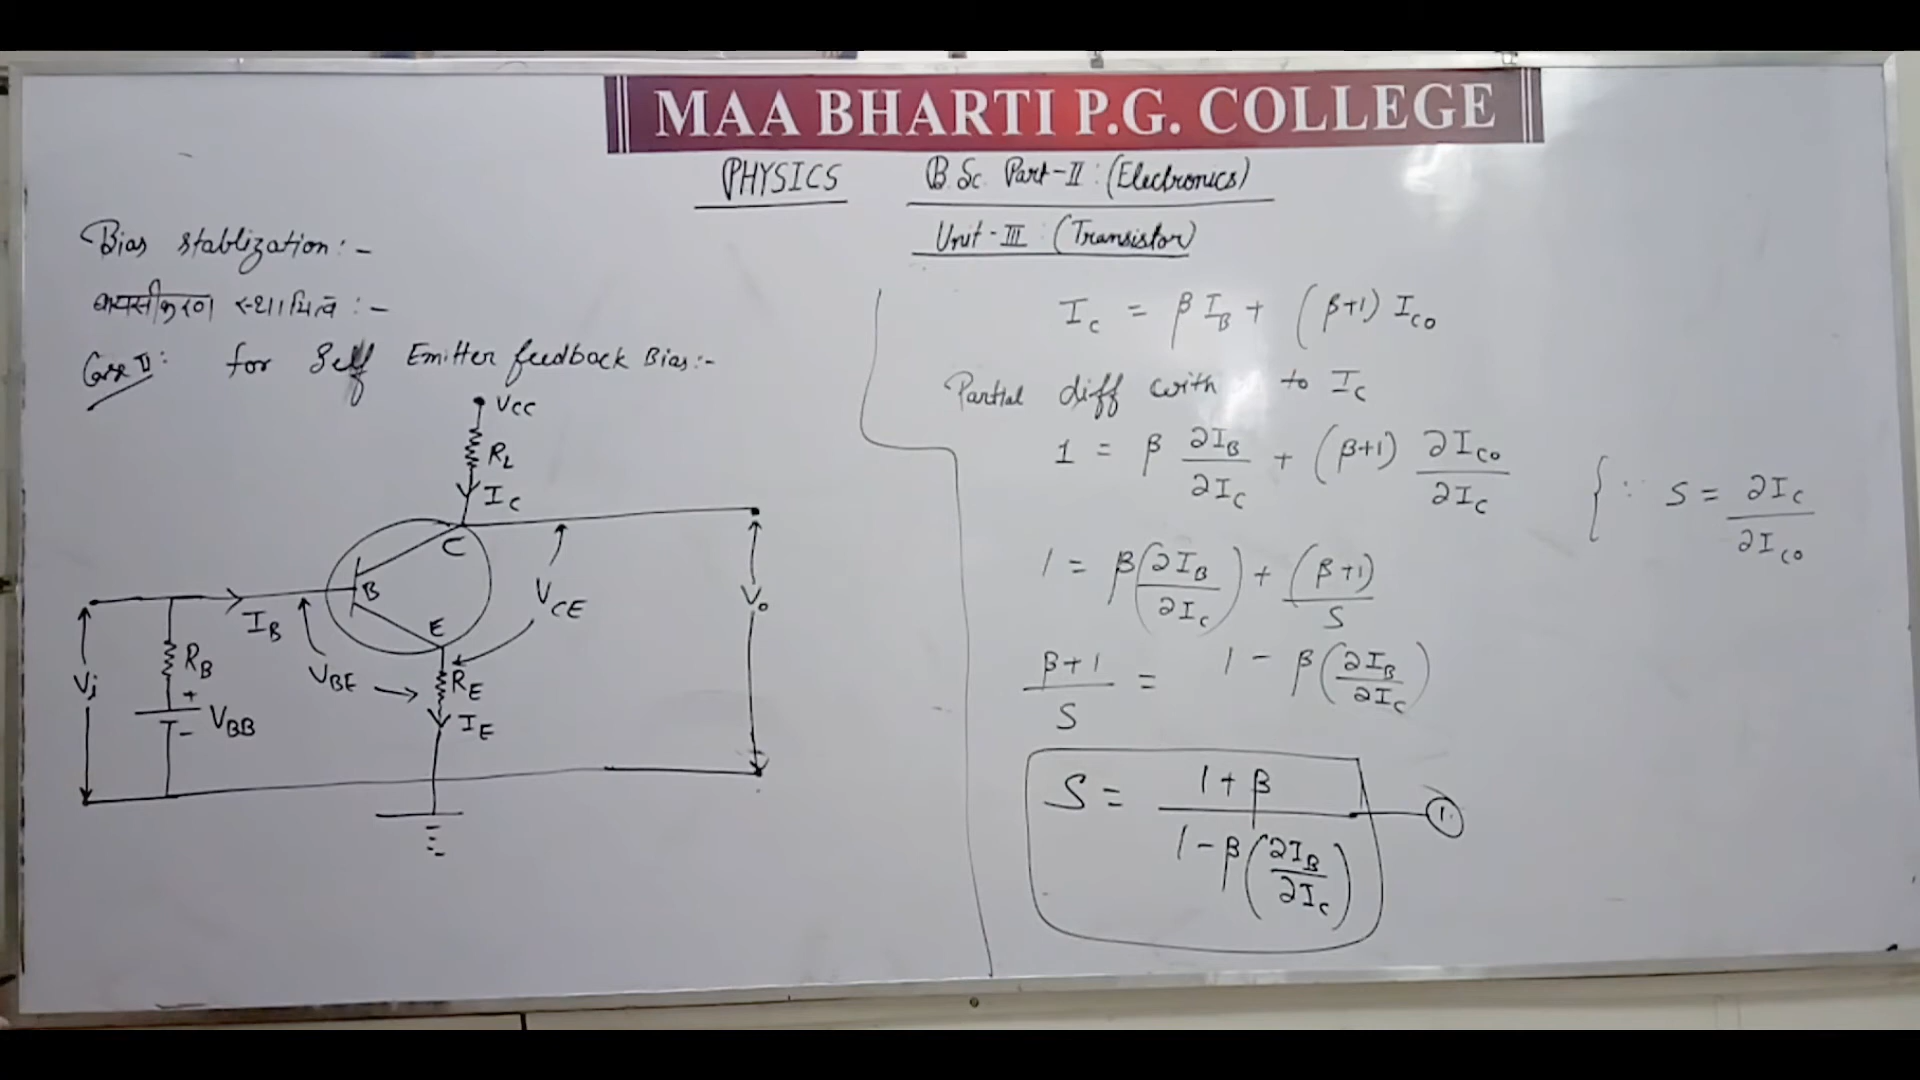 MAA BHARTI P.G. COLLEGE
PHYSICS B.Sc. Part-II : (Electronics)
Unit-III : (Transistor)
Bias stablization:-
बायसीकरण स्थायित्व :-
Case II: for Self Emitter feedback Bias:-
VCC
RL
IC
C
B
E
IB
VBE
VCE
Vo
Vi
RB
+
-
VBB
RE
IE
Ic = β IB + (β+1) Ico
Partial diff with to Ic
1 = β ∂IB/∂Ic + (β+1) ∂Ico/∂Ic { ∵ S = ∂Ic/∂Ico
1 = β(∂IB/∂Ic) + (β+1)/S
β+1/S = 1 - β(∂IB/∂Ic)
S = 1+β/1-β(∂IB/∂Ic) — 1